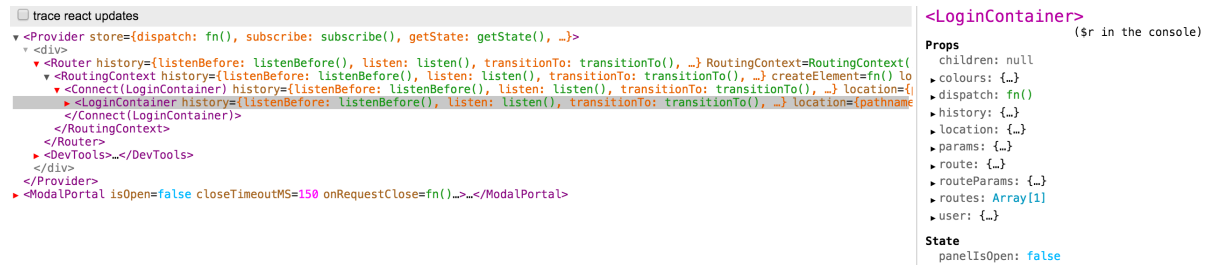 trace react updates
<Provider store={dispatch: fn(), subscribe: subscribe(), getState: getState(), …}>
<div>
<Router history={listenBefore: listenBefore(), listen: listen(), transitionTo: transitionTo(), …} RoutingContext=RoutingContext(
<RoutingContext history={listenBefore: listenBefore(), listen: listen(), transitionTo: transitionTo(), …} createElement=fn() lo
<Connect(LoginContainer) history={listenBefore: listenBefore(), listen: listen(), transitionTo: transitionTo(), …} location={p
<LoginContainer history={listenBefore: listenBefore(), listen: listen(), transitionTo: transitionTo(), …} location={pathname
</Connect(LoginContainer)>
</RoutingContext>
</Router>
<DevTools>…</DevTools>
</div>
</Provider>
<ModalPortal isOpen=false closeTimeoutMS=150 onRequestClose=fn()…>…</ModalPortal>
<LoginContainer>
($r in the console)
Props
children: null
colours: {…}
dispatch: fn()
history: {…}
location: {…}
params: {…}
route: {…}
routeParams: {…}
routes: Array[1]
user: {…}
State
panelIsOpen: false